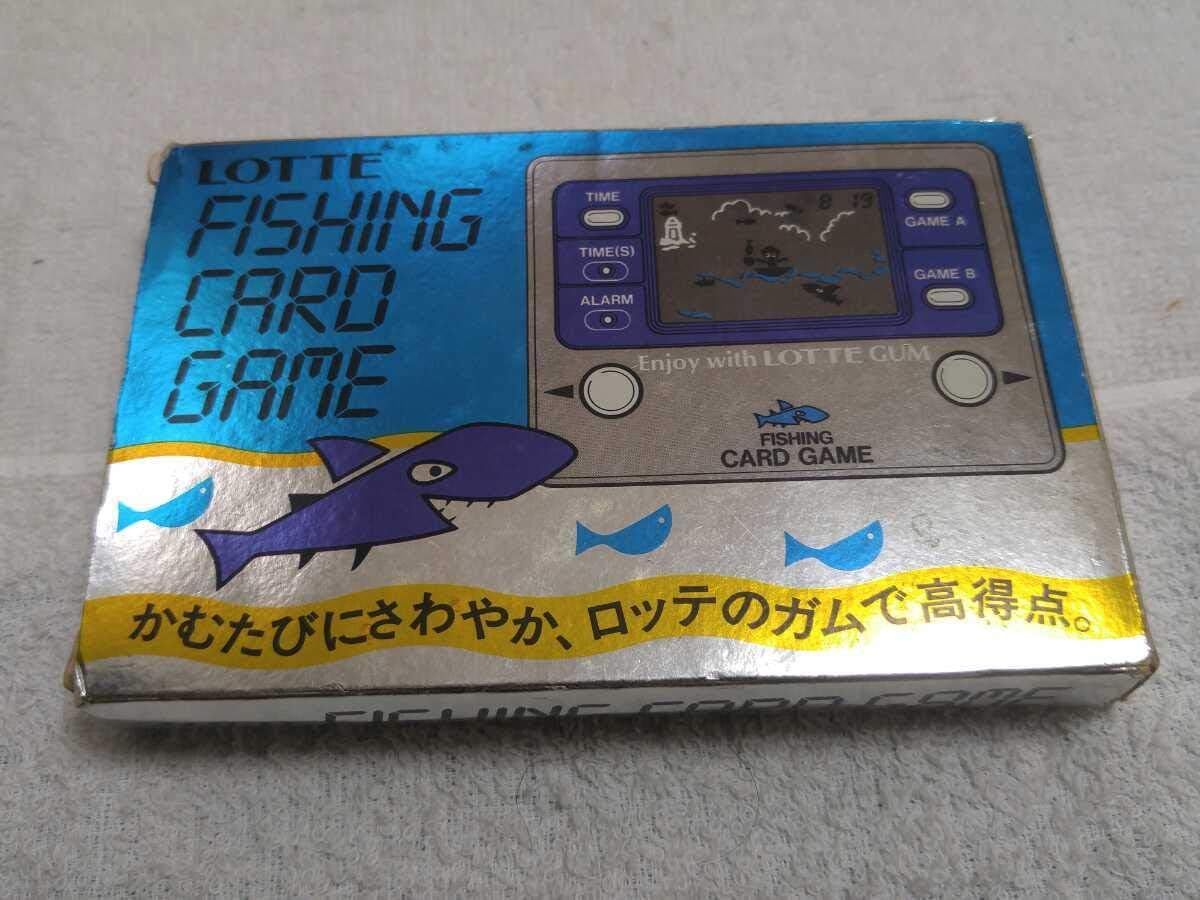 LOTTE
FISHING
CARD
GAME
TIME
TIME(S)
ALARM
8 19
GAME A
GAME B
Enjoy with LOTTE GUM
FISHING
CARD GAME
かむたびにさわやか、ロッテのガムで高得点。
FISHING CARD GAME